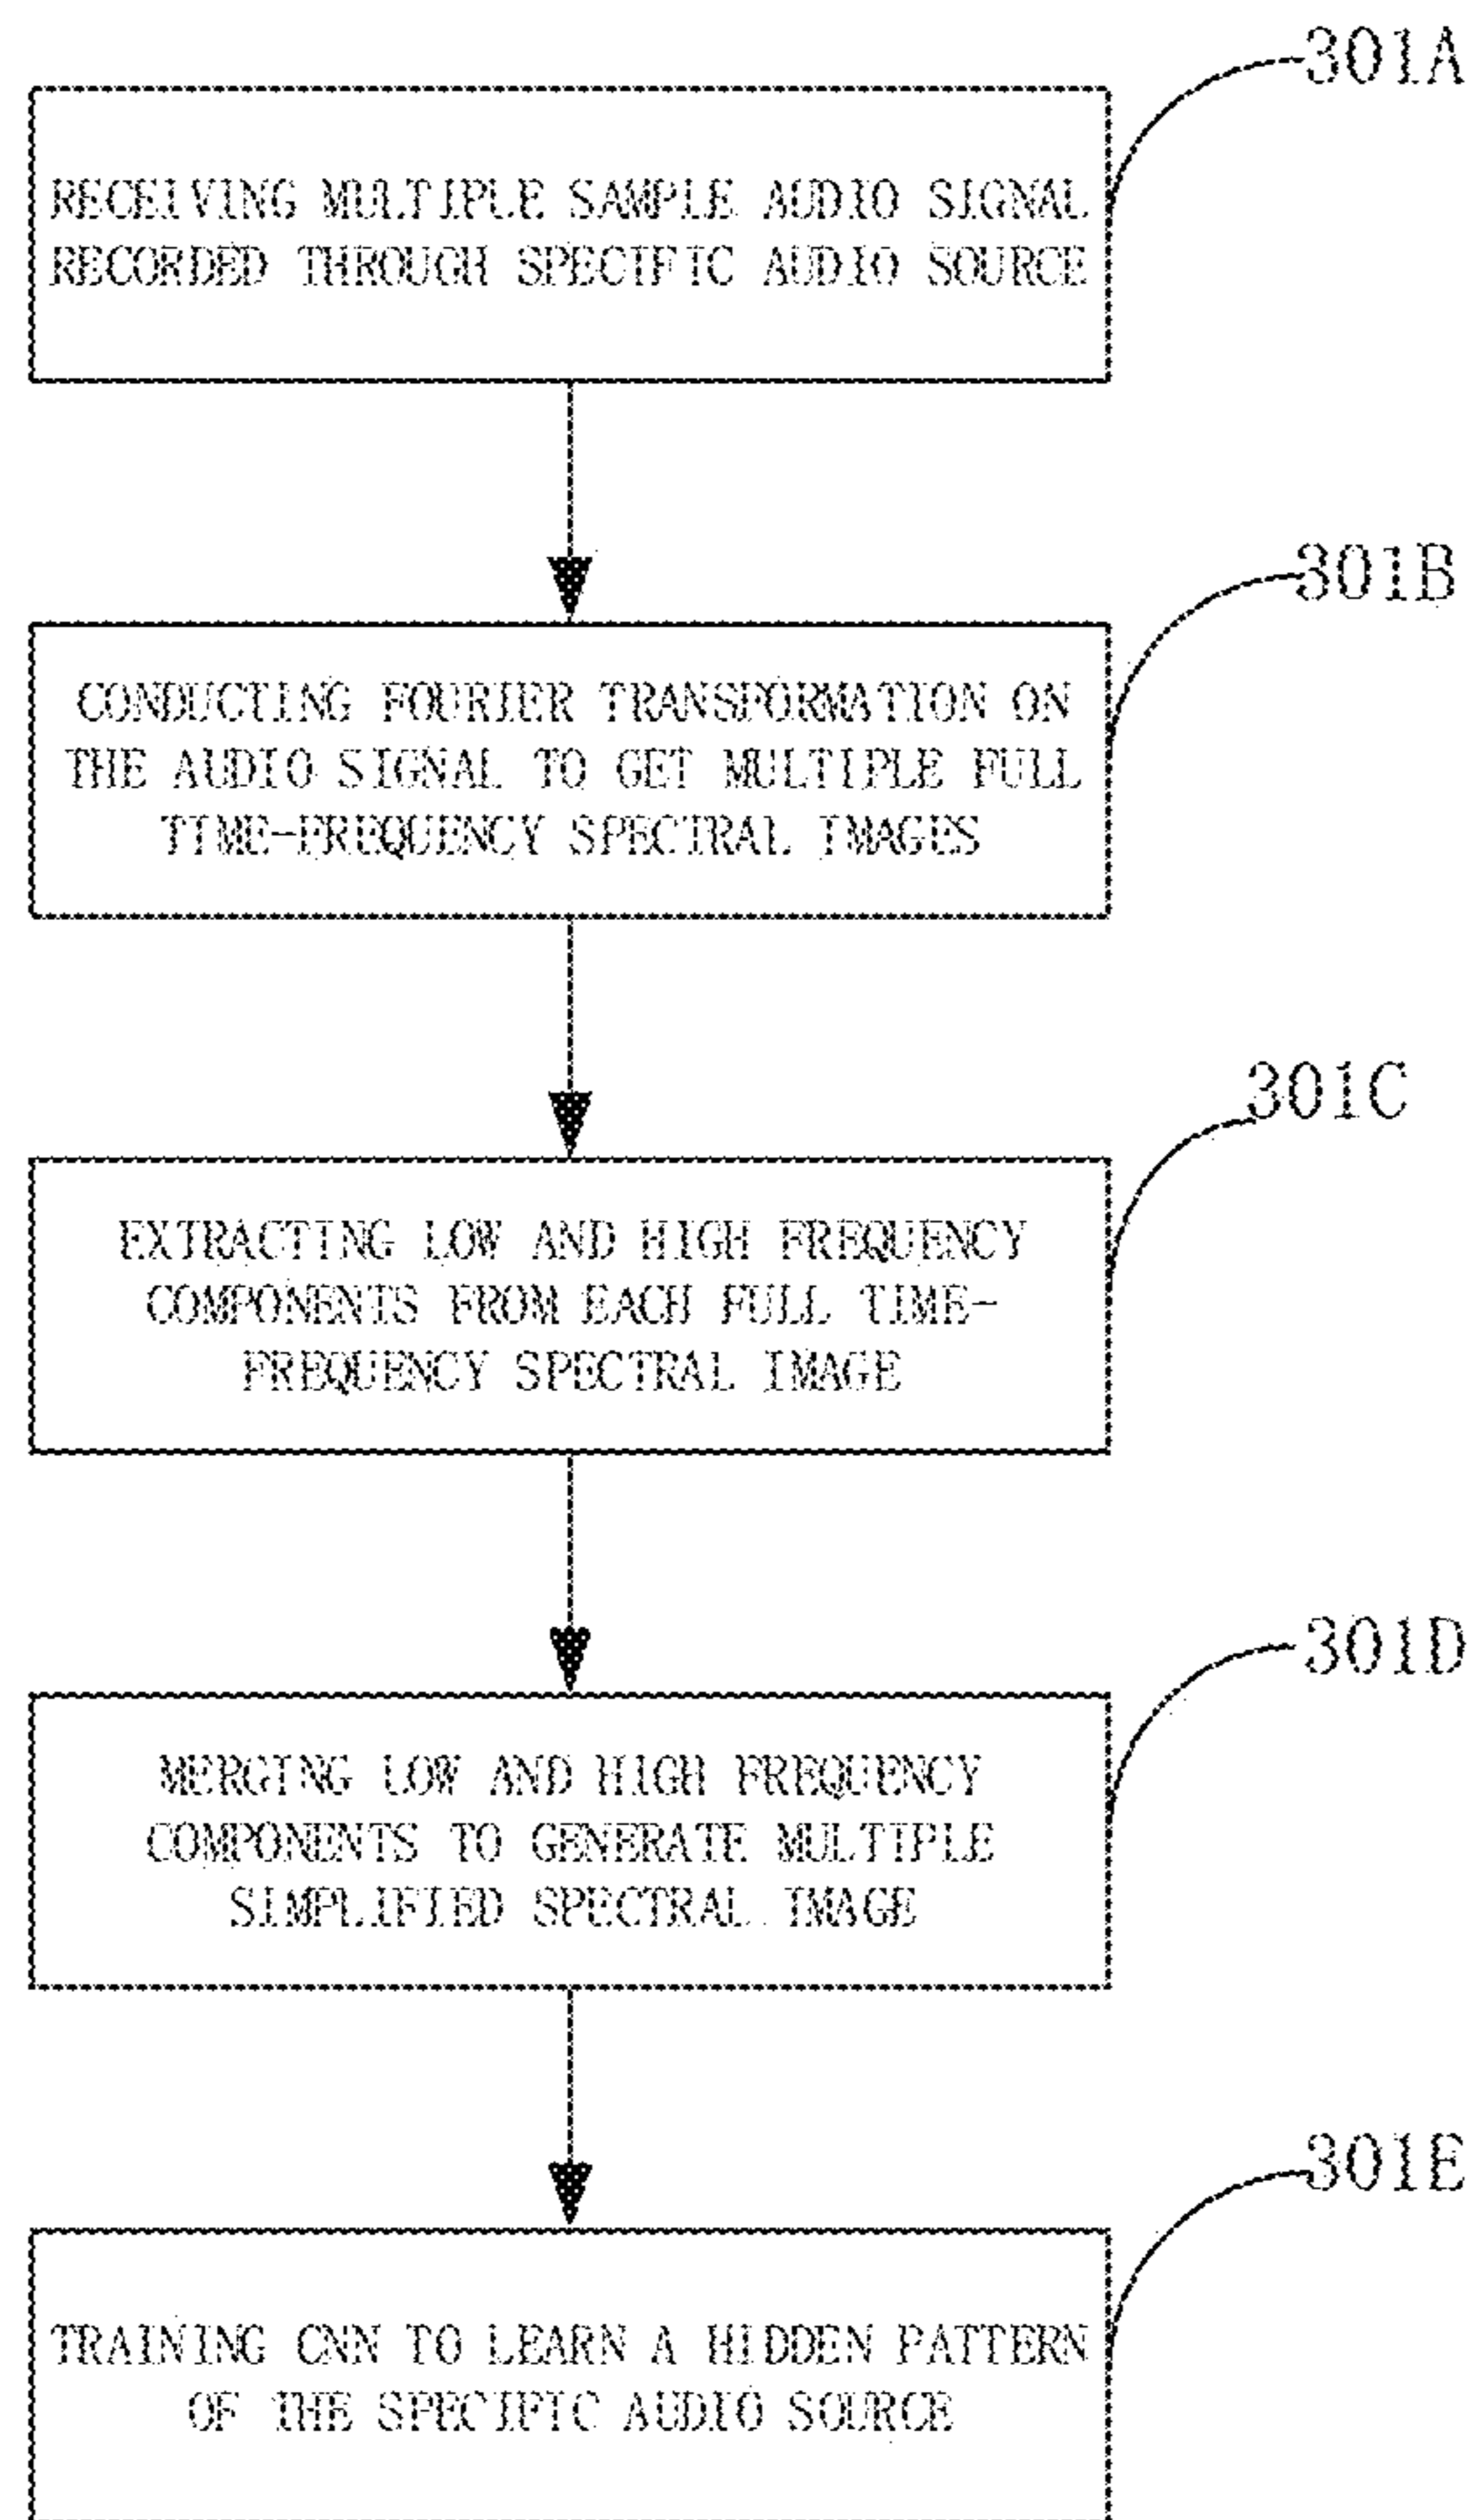 301A
RECEIVING MULTIPLE SAMPLE AUDIO SIGNAL
RECORDED THROUGH SPECIFIC AUDIO SOURCE
301B
CONDUCTING FOURIER TRANSFORMATION ON
THE AUDIO SIGNAL TO GET MULTIPLE FULL
TIME-FREQUENCY SPECTRAL IMAGES
301C
EXTRACTING LOW AND HIGH FREQUENCY
COMPONENTS FROM EACH FULL TIME-
FREQUENCY SPECTRAL IMAGE
301D
MERGING LOW AND HIGH FREQUENCY
COMPONENTS TO GENERATE MULTIPLE
SIMPLIFIED SPECTRAL IMAGE
301E
TRAINING CNN TO LEARN A HIDDEN PATTERN
OF THE SPECIFIC AUDIO SOURCE